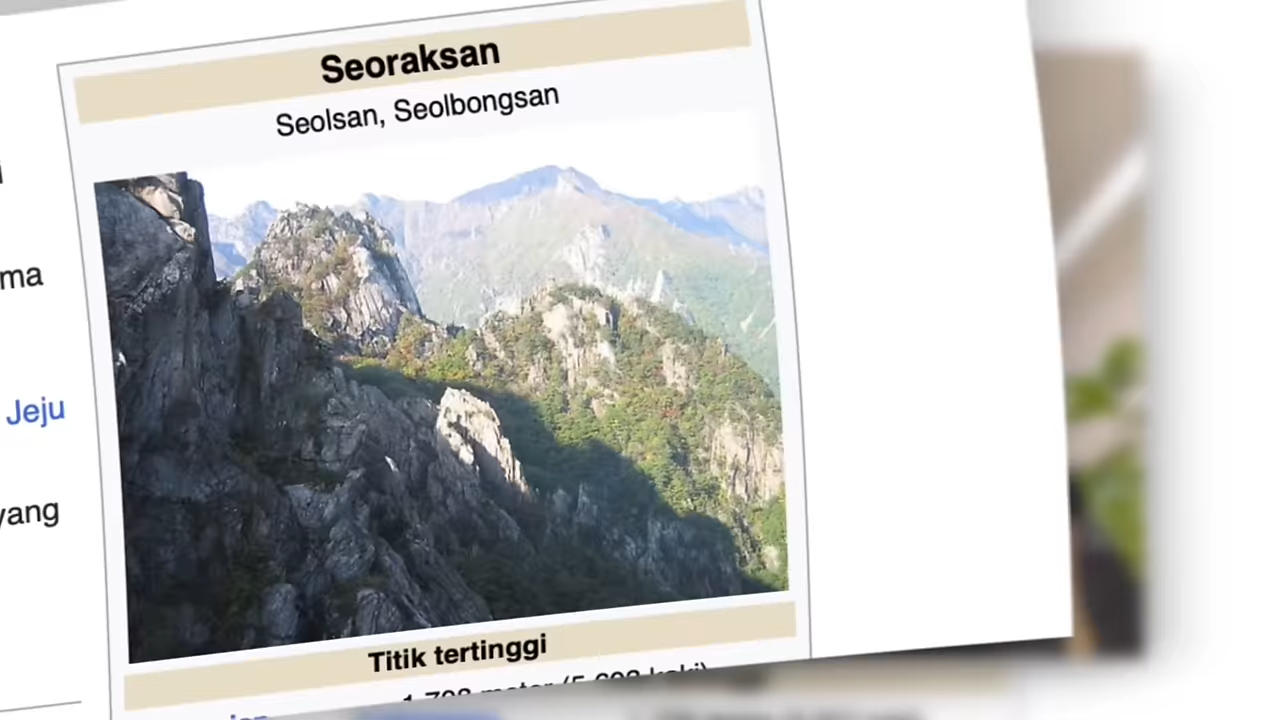 Seoraksan
Seolsan, Seolbongsan
ma
Jeju
yang
Titik tertinggi